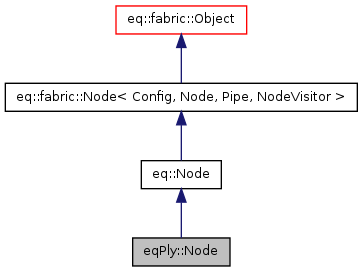 eq::fabric::Object
eq::fabric::Node< Config, Node, Pipe, NodeVisitor >
eq::Node
eqPly::Node